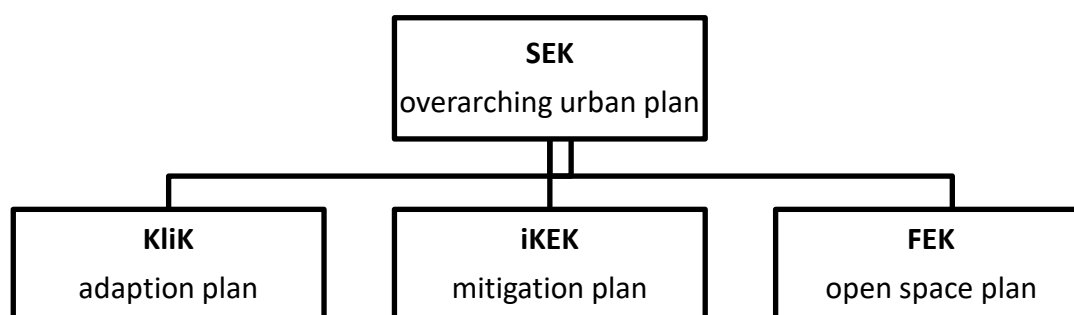 SEK
overarching urban plan
KliK
adaption plan
iKEK
mitigation plan
FEK
open space plan